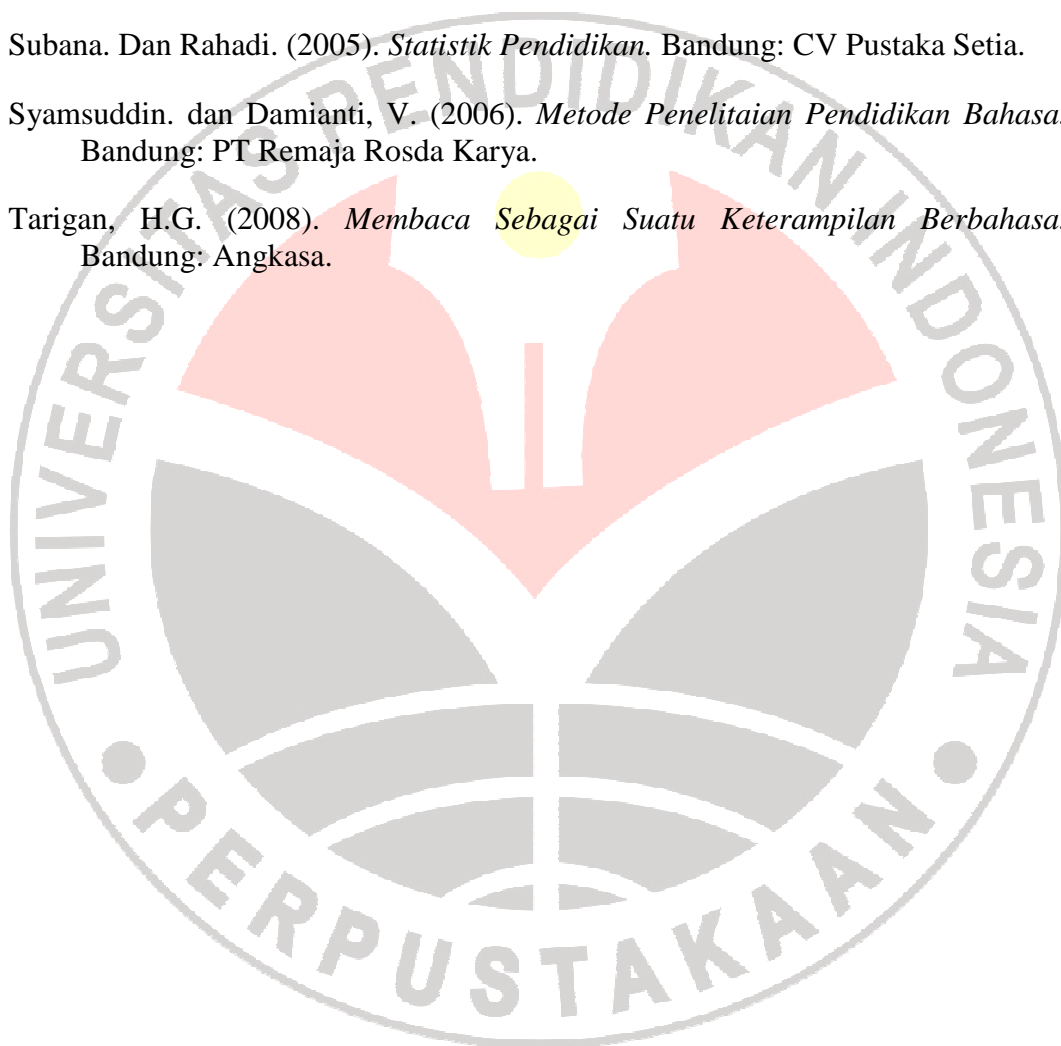 Subana. Dan Rahadi. (2005). Statistik Pendidikan. Bandung: CV Pustaka Setia.
Syamsuddin. dan Damianti, V. (2006). Metode Penelitaian Pendidikan Bahasa.
Bandung: PT Remaja Rosda Karya.
Tarigan, H.G. (2008). Membaca Sebagai Suatu Keterampilan Berbahasa.
Bandung: Angkasa.
UNIVERSITAS PENDIDIKAN INDONESIA
PERPUSTAKAAN